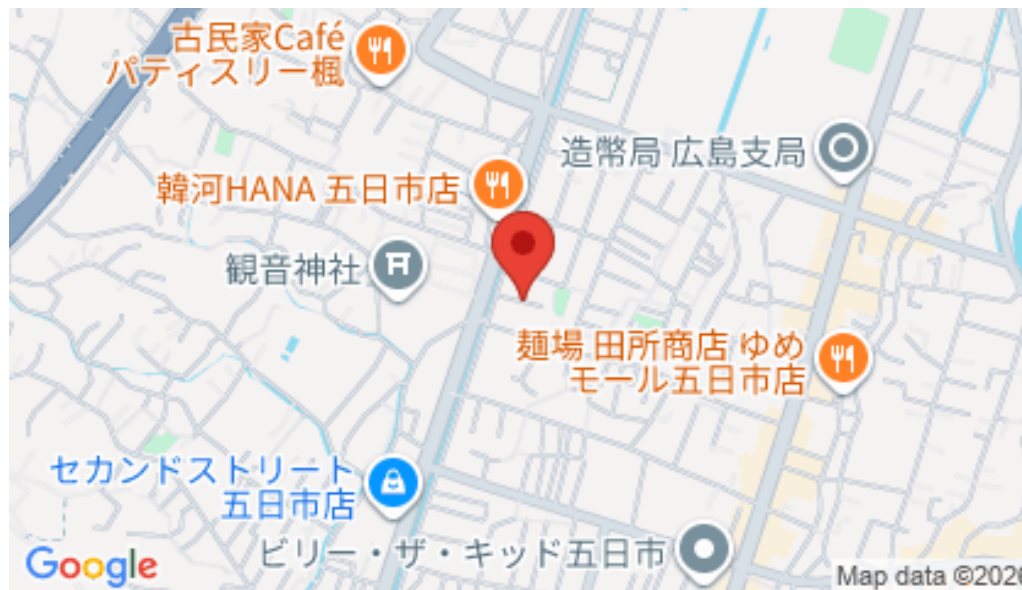 古民家Café
パティスリー楓
造幣局 広島支局
韓河HANA 五日市店
観音神社
麺場 田所商店 ゆめ
モール五日市店
セカンドストリート
五日市店
ビリー・ザ・キッド五日市
Google
Map data ©2026